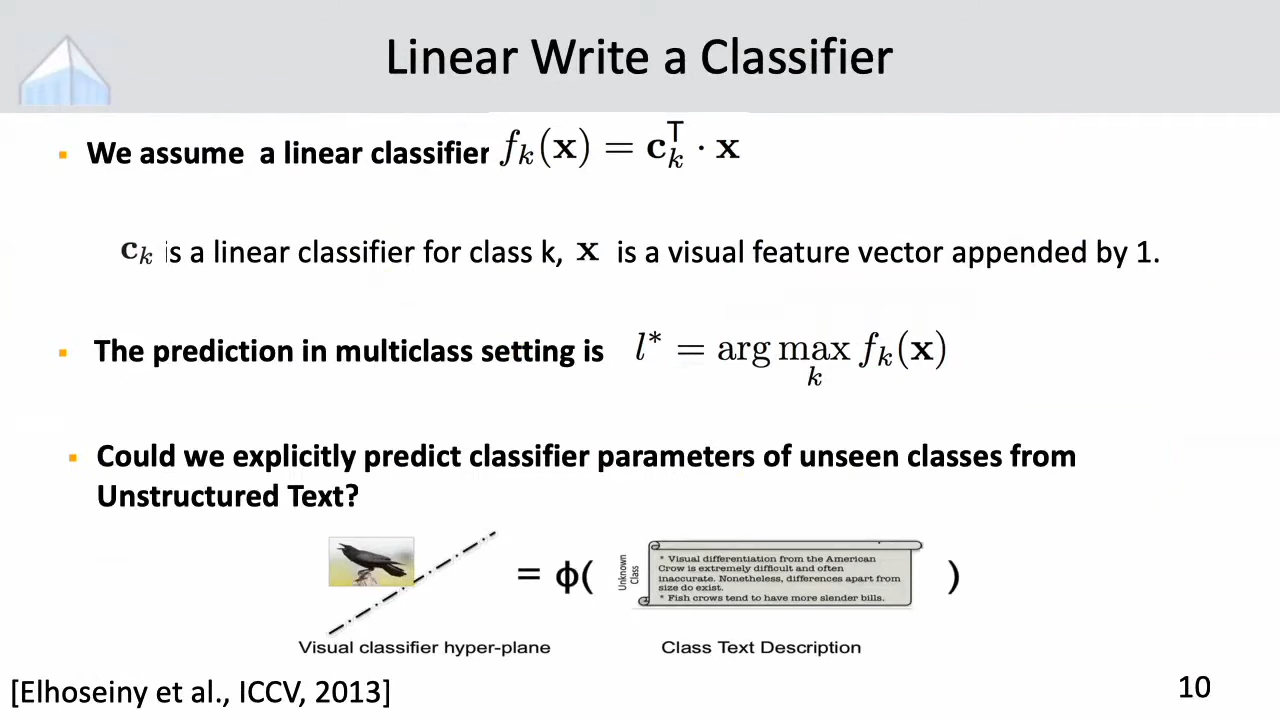 Linear Write a Classifier
▪ We assume a linear classifier f_k(x) = c_k^T · x
c_k is a linear classifier for class k, x is a visual feature vector appended by 1.
▪ The prediction in multiclass setting is l* = arg max_k f_k(x)
▪ Could we explicitly predict classifier parameters of unseen classes from
Unstructured Text?
= ϕ( )
Unknown
Class
* Visual differentiation from the American
Crow is extremely difficult and often
inaccurate. Nonetheless, differences apart from
size do exist.
* Fish crows tend to have more slender bills.
Visual classifier hyper-plane
Class Text Description
[Elhoseiny et al., ICCV, 2013]
10